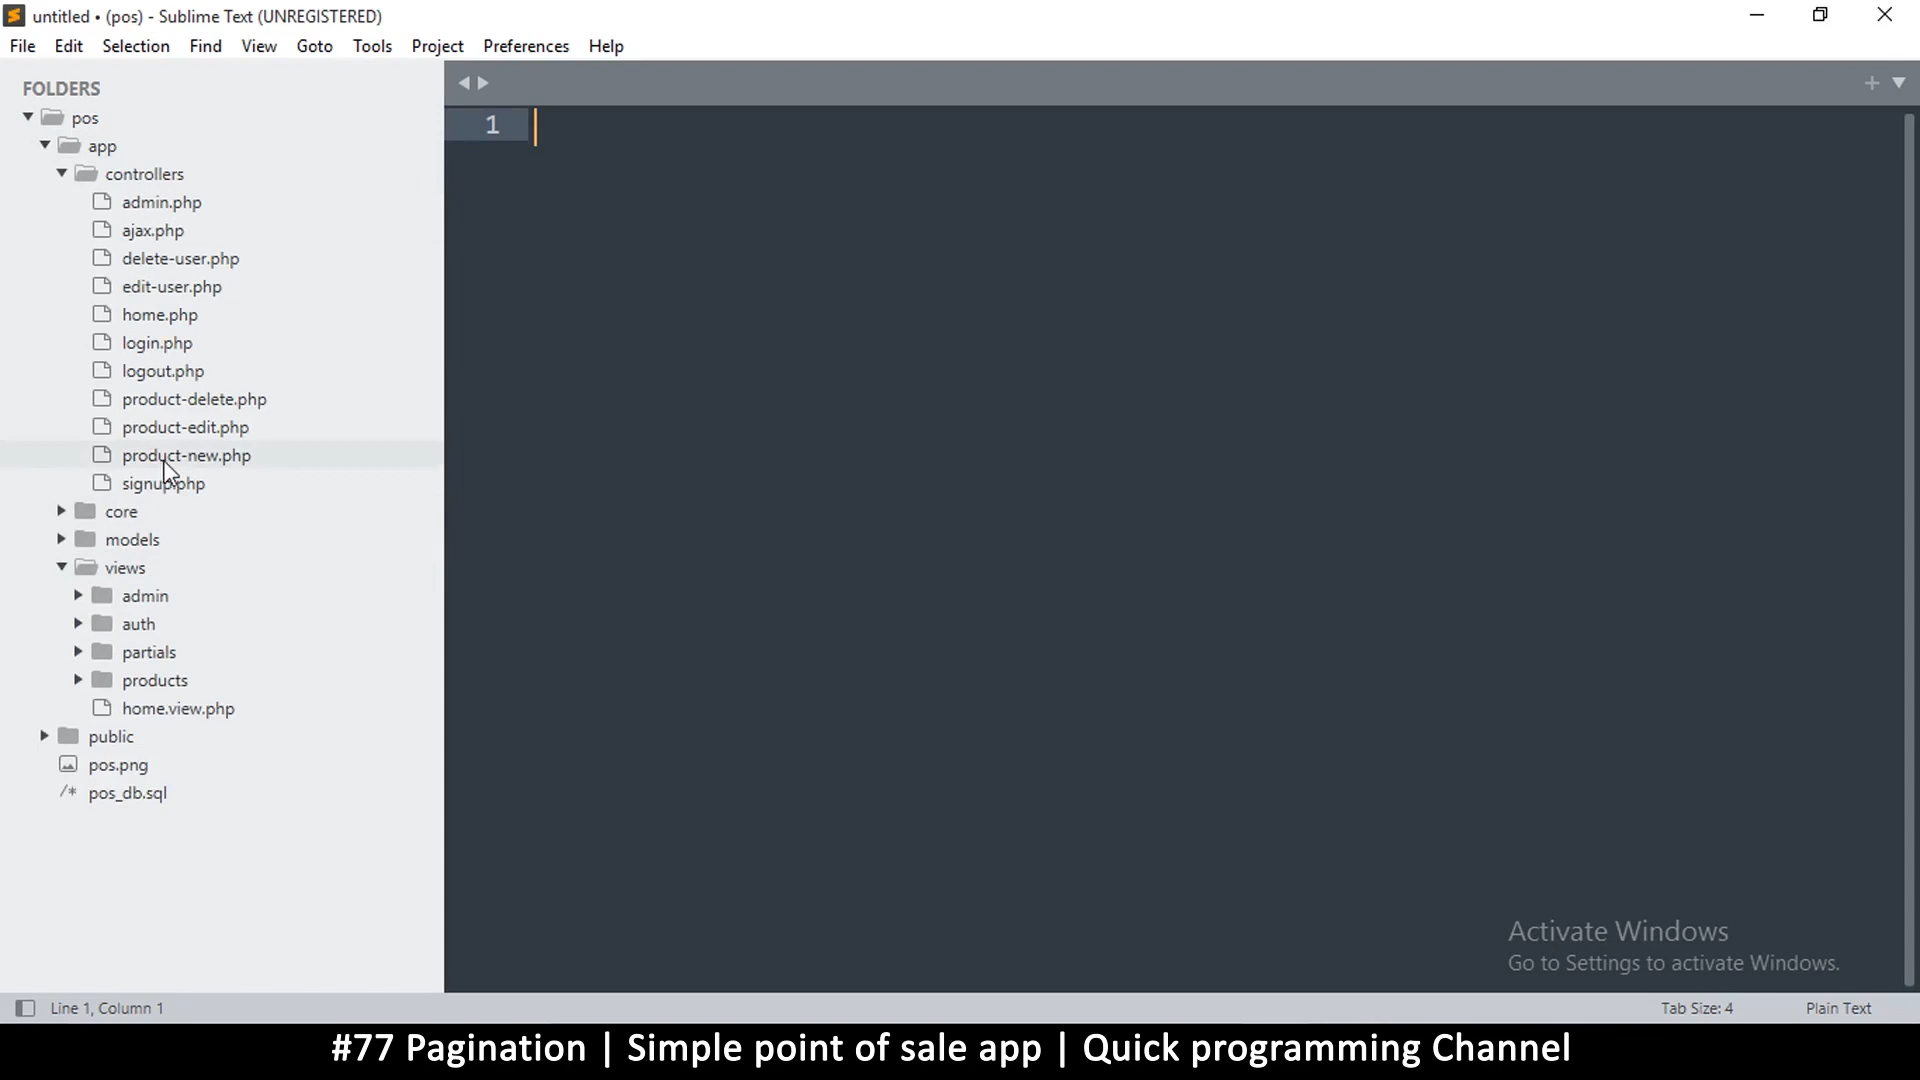 untitled • (pos) - Sublime Text (UNREGISTERED)
File Edit Selection Find View Goto Tools Project Preferences Help
FOLDERS
pos
app
controllers
admin.php
ajax.php
delete-user.php
edit-user.php
home.php
login.php
logout.php
product-delete.php
product-edit.php
product-new.php
signup.php
core
models
views
admin
auth
partials
products
home.view.php
public
pos.png
/* pos_db.sql
1
Activate Windows
Go to Settings to activate Windows.
Line 1, Column 1
Tab Size: 4
Plain Text
#77 Pagination | Simple point of sale app | Quick programming Channel